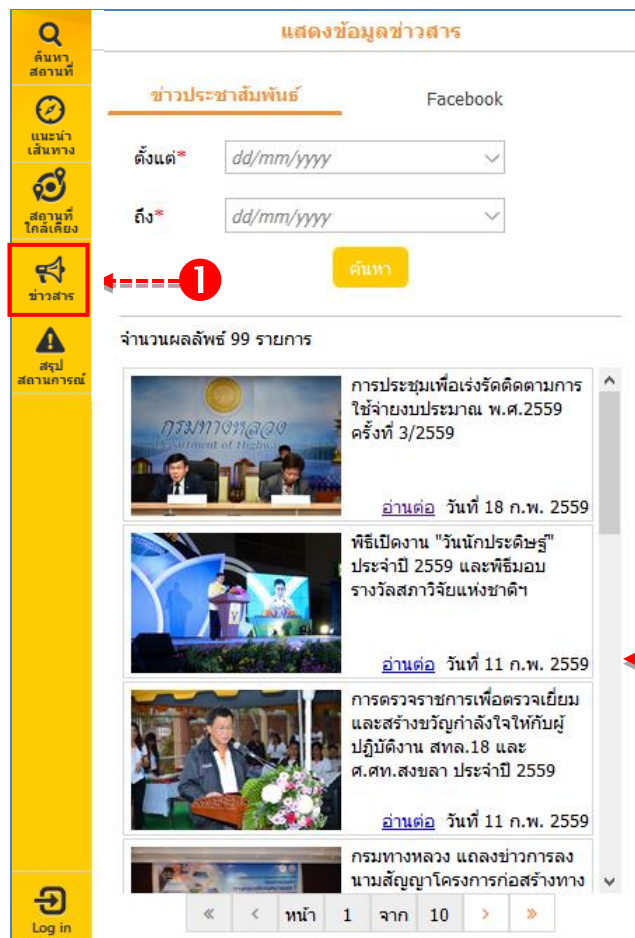 แสดงข้อมูลข่าวสาร
ค้นหา
สถานที่
แนะนำ
เส้นทาง
สถานที่
ใกล้เคียง
ข่าวสาร
สรุป
สถานการณ์
Log in
ข่าวประชาสัมพันธ์
Facebook
ตั้งแต่*
dd/mm/yyyy
ถึง*
dd/mm/yyyy
ค้นหา
1
จำนวนผลลัพธ์ 99 รายการ
กรมทางหลวง
Department of Highways
การประชุมเพื่อเร่งรัดติดตามการ
ใช้จ่ายงบประมาณ พ.ศ.2559
ครั้งที่ 3/2559
อ่านต่อ วันที่ 18 ก.พ. 2559
พิธีเปิดงาน "วันนักประดิษฐ์"
ประจำปี 2559 และพิธีมอบ
รางวัลสภาวิจัยแห่งชาติฯ
อ่านต่อ วันที่ 11 ก.พ. 2559
การตรวจราชการเพื่อตรวจเยี่ยม
และสร้างขวัญกำลังใจให้กับผู้
ปฏิบัติงาน สทล.18 และ
ศ.ศท.สงขลา ประจำปี 2559
อ่านต่อ วันที่ 11 ก.พ. 2559
กรมทางหลวง แถลงข่าวการลง
นามสัญญาโครงการก่อสร้างทาง
« < หน้า 1 จาก 10 > »